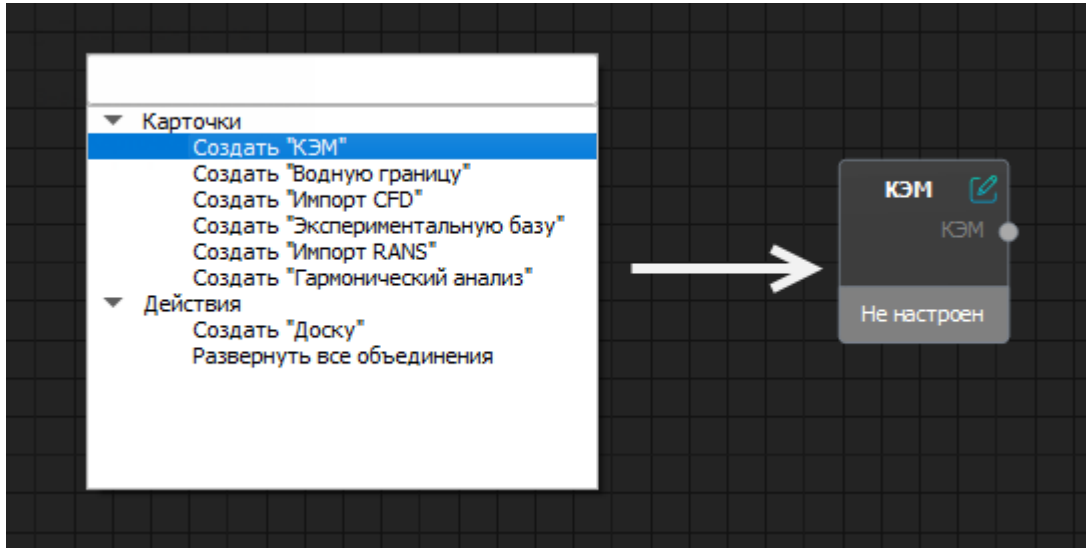 Карточки
Создать "КЭМ"
Создать "Водную границу"
Создать "Импорт CFD"
Создать "Экспериментальную базу"
Создать "Импорт RANS"
Создать "Гармонический анализ"
Действия
Создать "Доску"
Развернуть все объединения
КЭМ
КЭМ
Не настроен